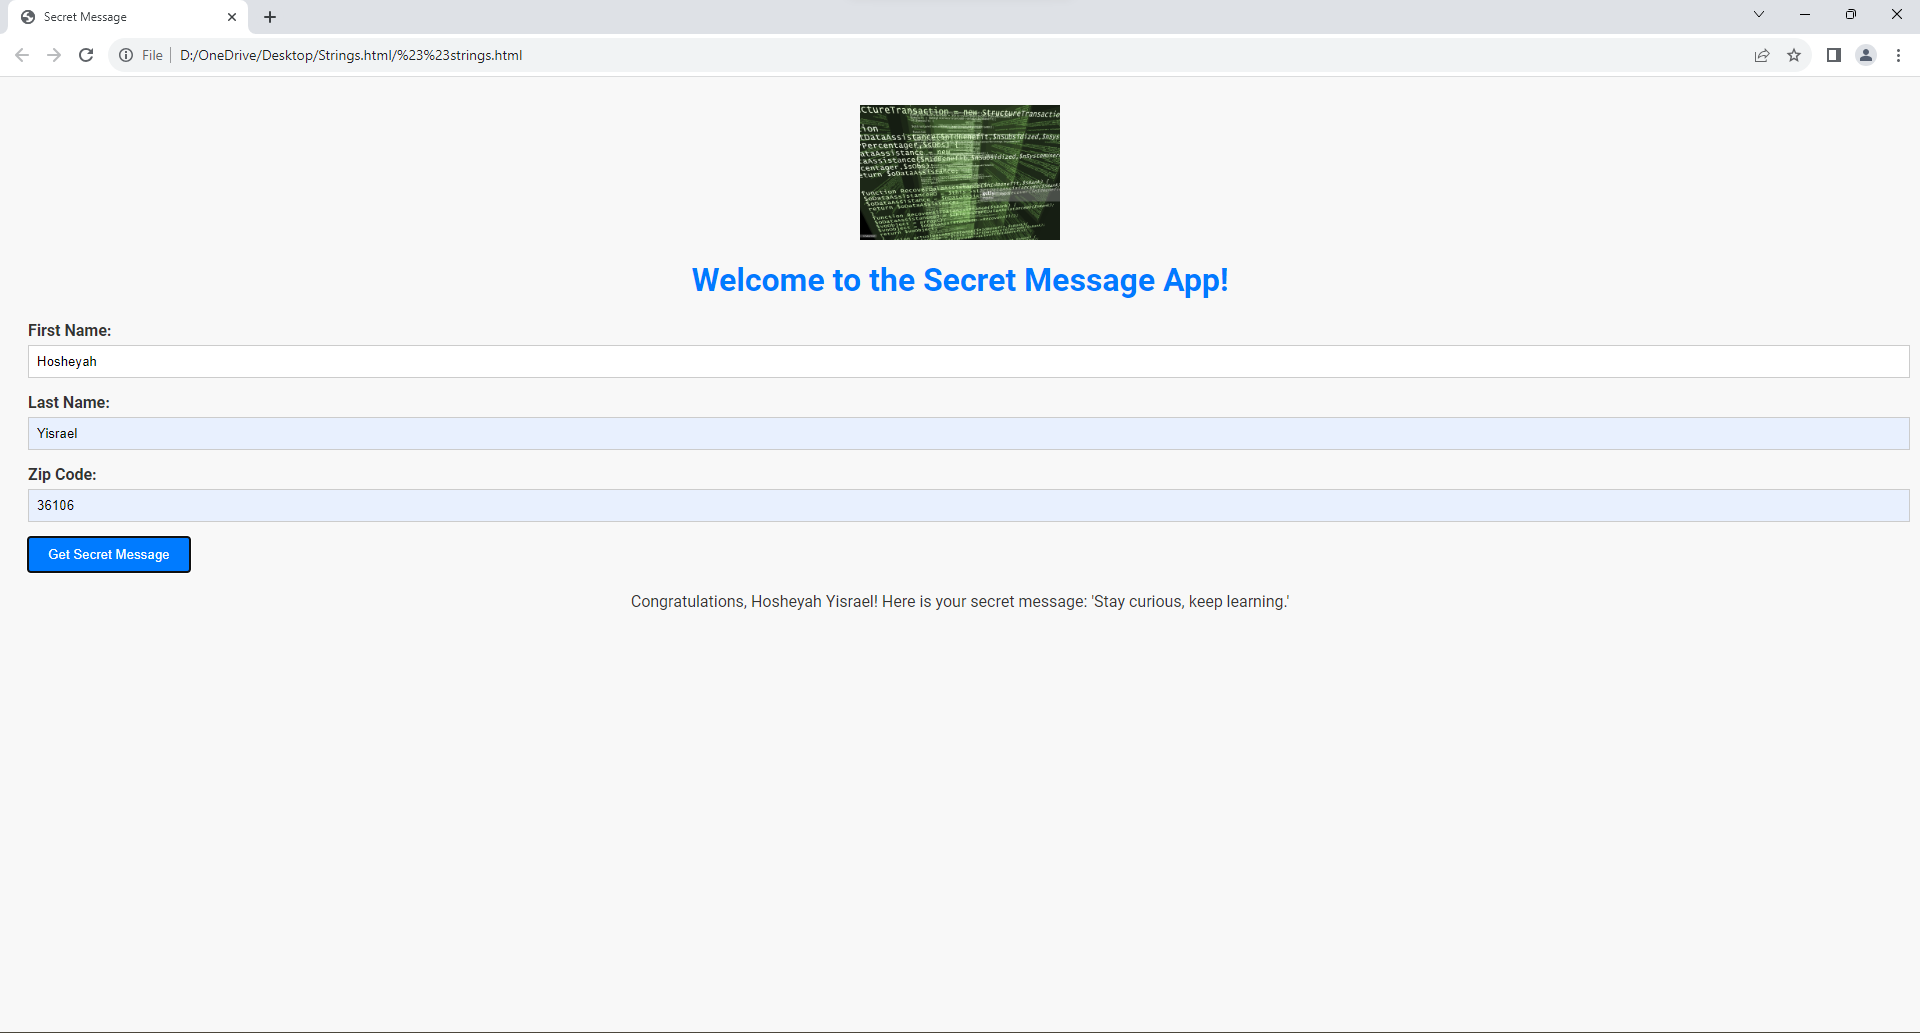 Secret Message
File
D:/OneDrive/Desktop/Strings.html/%23%23strings.html
Welcome to the Secret Message App!
First Name:
Hosheyah
Last Name:
Yisrael
Zip Code:
36106
Get Secret Message
Congratulations, Hosheyah Yisrael! Here is your secret message: 'Stay curious, keep learning.'